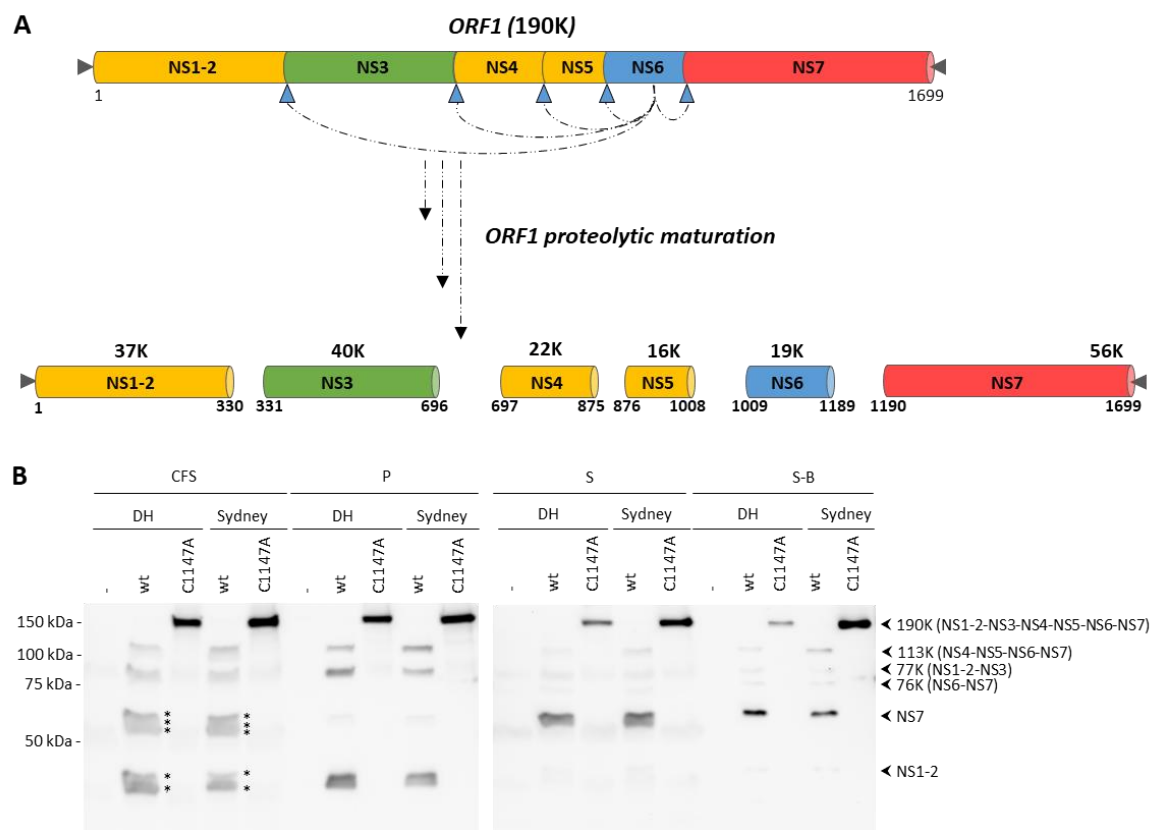 A
ORF1 (190K)
NS1-2 NS3 NS4 NS5 NS6 NS7
1 1699
ORF1 proteolytic maturation
37K 40K 22K 16K 19K 56K
NS1-2 NS3 NS4 NS5 NS6 NS7
1 330 331 696 697 875 876 1008 1009 1189 1190 1699
B
CFS P S S-B
DH Sydney DH Sydney DH Sydney DH Sydney
- wt C1147A wt C1147A - wt C1147A wt C1147A - wt C1147A wt C1147A - wt C1147A wt C1147A
150 kDa - 190K (NS1-2-NS3-NS4-NS5-NS6-NS7)
100 kDa - 113K (NS4-NS5-NS6-NS7)
77K (NS1-2-NS3)
75 kDa - 76K (NS6-NS7)
* *
* * NS7
* *
50 kDa -
* * NS1-2
* *